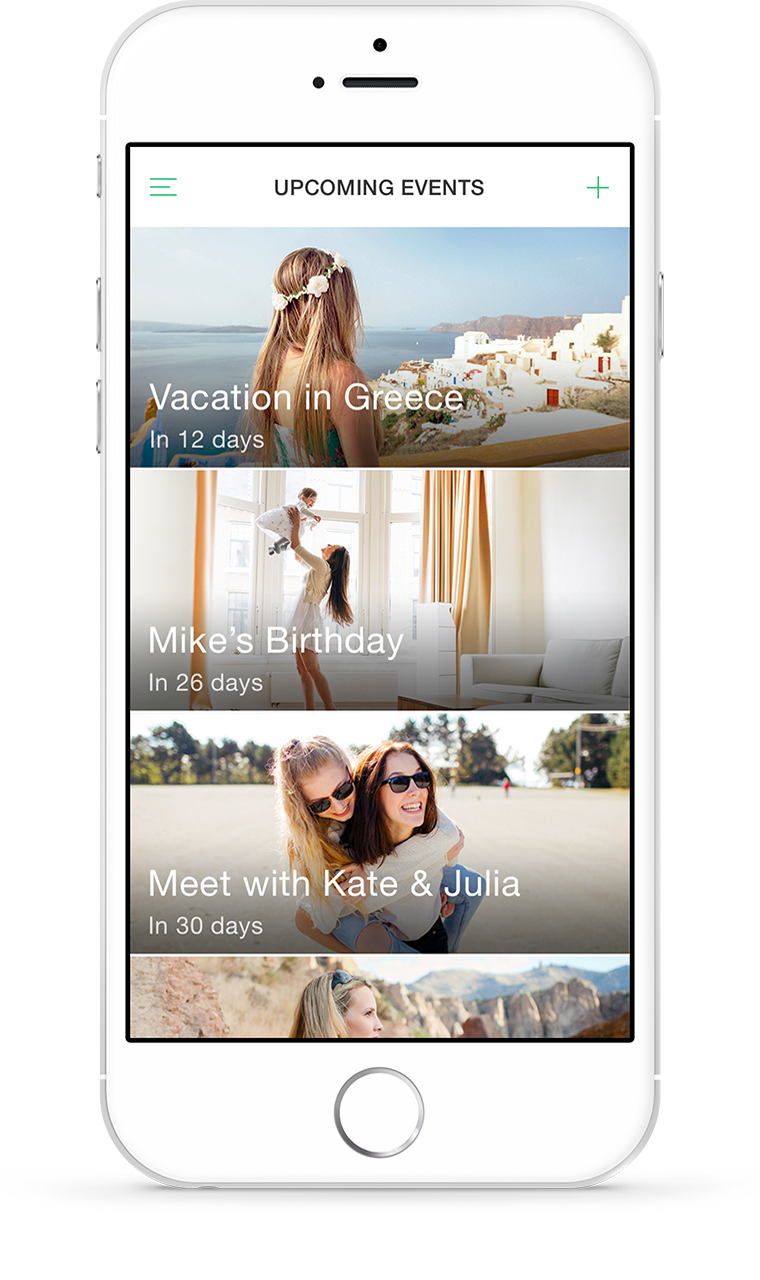 UPCOMING EVENTS
Vacation in Greece
In 12 days
Mike’s Birthday
In 26 days
Meet with Kate & Julia
In 30 days